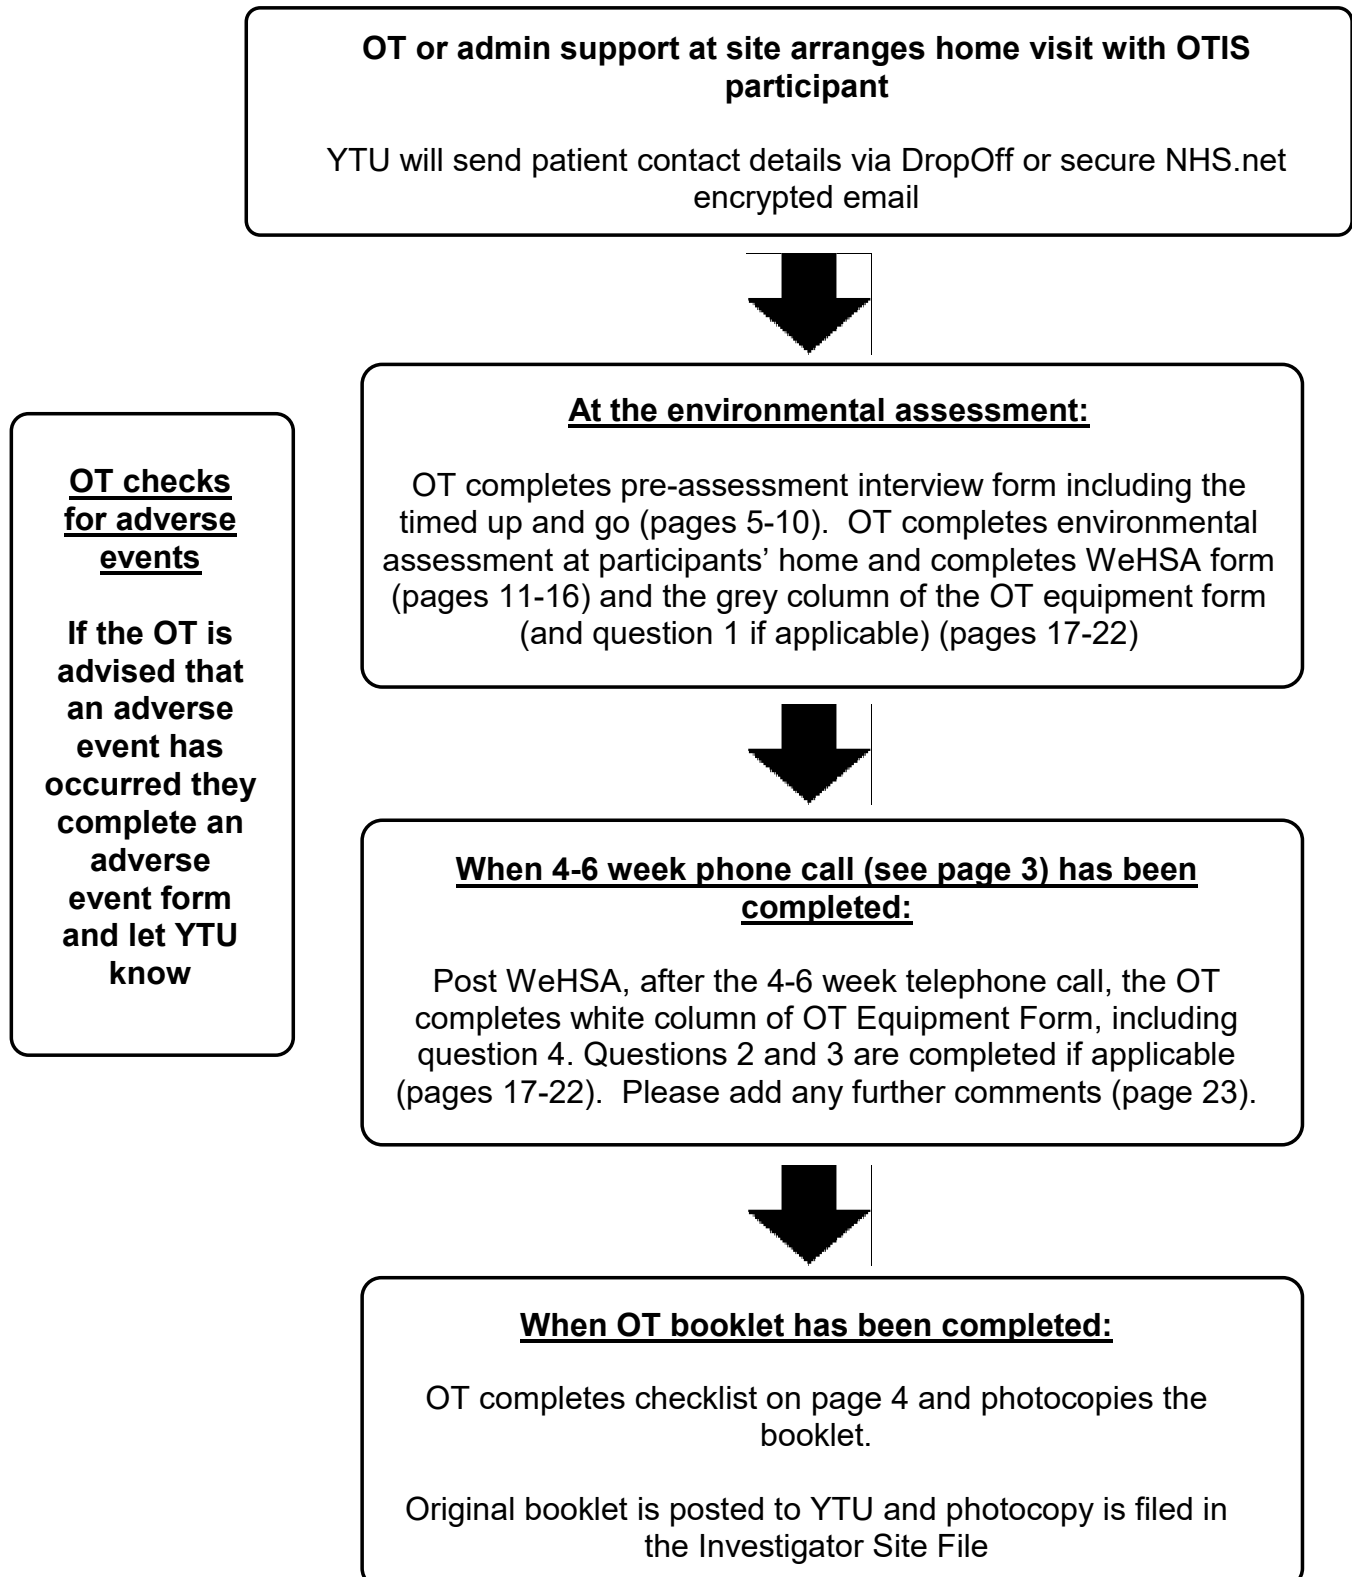 OT or admin support at site arranges home visit with OTIS
participant
YTU will send patient contact details via DropOff or secure NHS.net
encrypted email
At the environmental assessment:
OT completes pre-assessment interview form including the
timed up and go (pages 5-10).  OT completes environmental
assessment at participants’ home and completes WeHSA form
(pages 11-16) and the grey column of the OT equipment form
(and question 1 if applicable) (pages 17-22)
OT checks
for adverse
events
If the OT is
advised that
an adverse
event has
occurred they
complete an
adverse
event form
and let YTU
know
When 4-6 week phone call (see page 3) has been
completed:
Post WeHSA, after the 4-6 week telephone call, the OT
completes white column of OT Equipment Form, including
question 4. Questions 2 and 3 are completed if applicable
(pages 17-22).  Please add any further comments (page 23).
When OT booklet has been completed:
OT completes checklist on page 4 and photocopies the
booklet.
Original booklet is posted to YTU and photocopy is filed in
the Investigator Site File